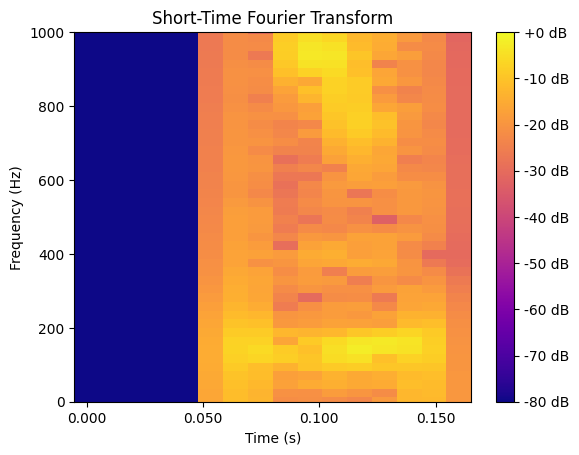 Short-Time Fourier Transform
1000
800
600
400
200
0
Frequency (Hz)
0.000
0.050
0.100
0.150
Time (s)
+0 dB
-10 dB
-20 dB
-30 dB
-40 dB
-50 dB
-60 dB
-70 dB
-80 dB